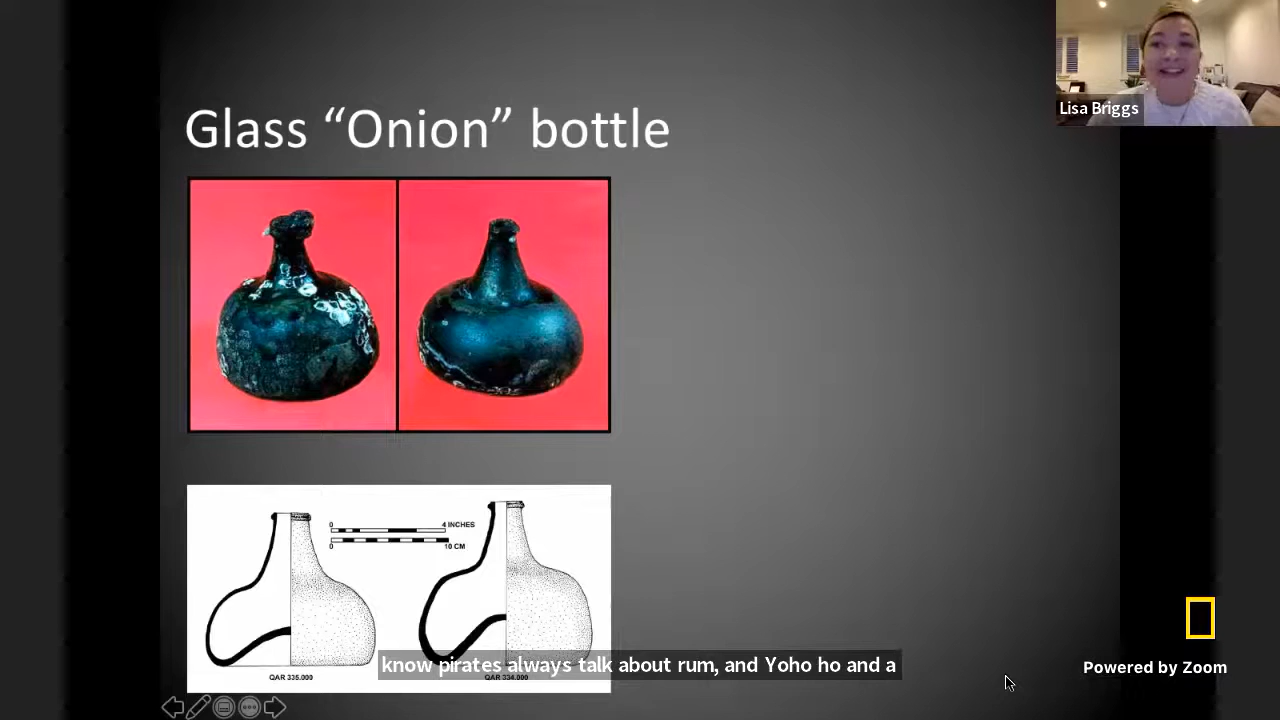 Lisa Briggs
Glass “Onion” bottle
0 4 INCHES
0 10 CM
QAR 335.000
QAR 334.000
know pirates always talk about rum, and Yoho ho and a
Powered by Zoom